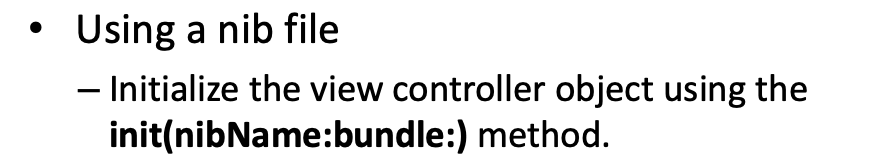 • Using a nib file
– Initialize the view controller object using the
init(nibName:bundle:) method.